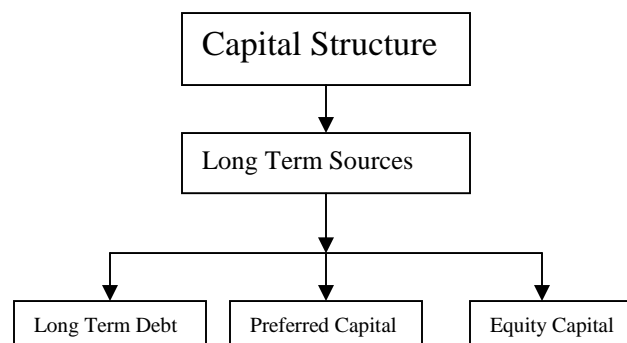 Capital Structure
Long Term Sources
Long Term Debt
Preferred Capital
Equity Capital